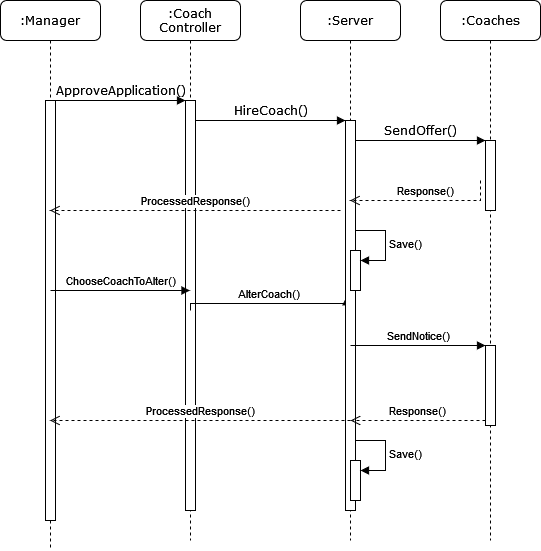 :Manager
:Coach
Controller
:Server
:Coaches
ApproveApplication()
HireCoach()
SendOffer()
Response()
ProcessedResponse()
Save()
ChooseCoachToAlter()
AlterCoach()
SendNotice()
ProcessedResponse()
Response()
Save()